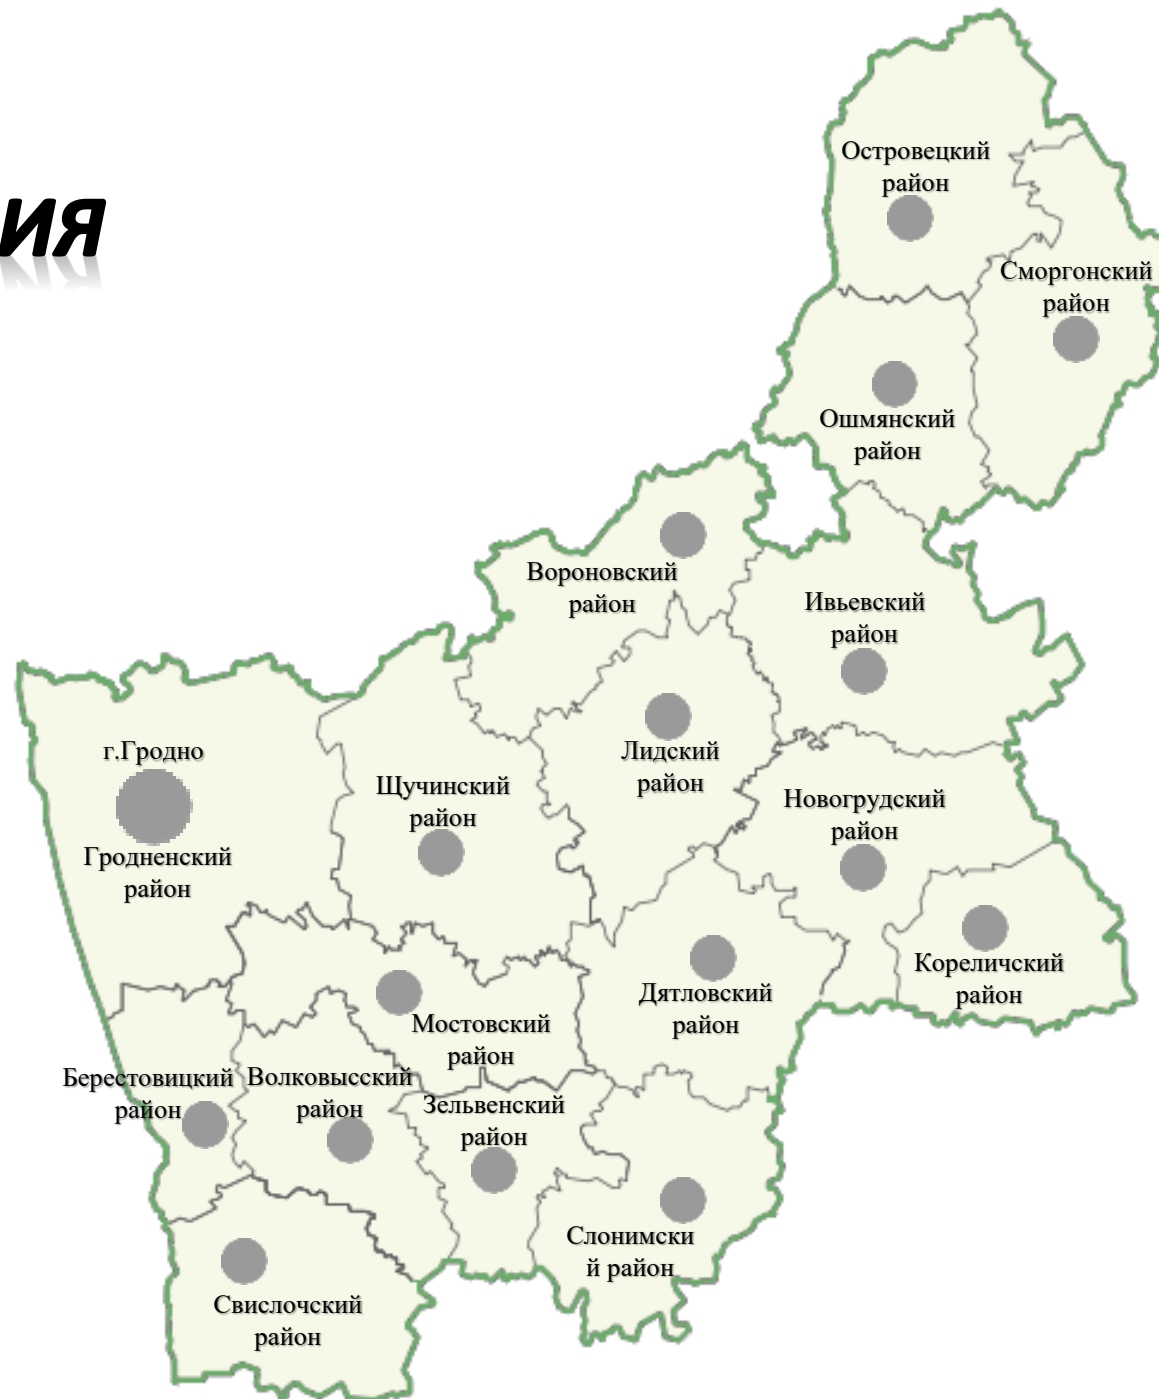 ИЯ
Островецкий
район
Сморгонский
район
Ошмянский
район
Вороновский
район
Ивьевский
район
г.Гродно
Лидский
район
Щучинский
район
Новогрудский
район
Гродненский
район
Кореличский
район
Дятловский
район
Мостовский
район
Берестовицкий
район
Волковысский
район
Зельвенский
район
Слонимски
й район
Свислочский
район